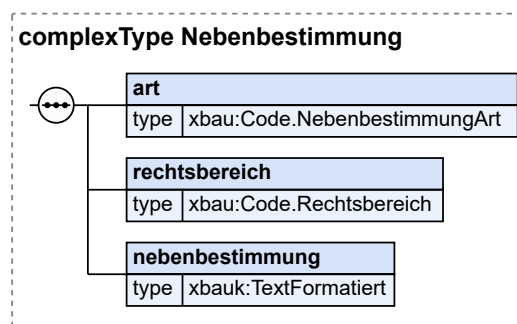 complexType Nebenbestimmung
art
type xbau:Code.NebenbestimmungArt
rechtsbereich
type xbau:Code.Rechtsbereich
nebenbestimmung
type xbauk:TextFormatiert